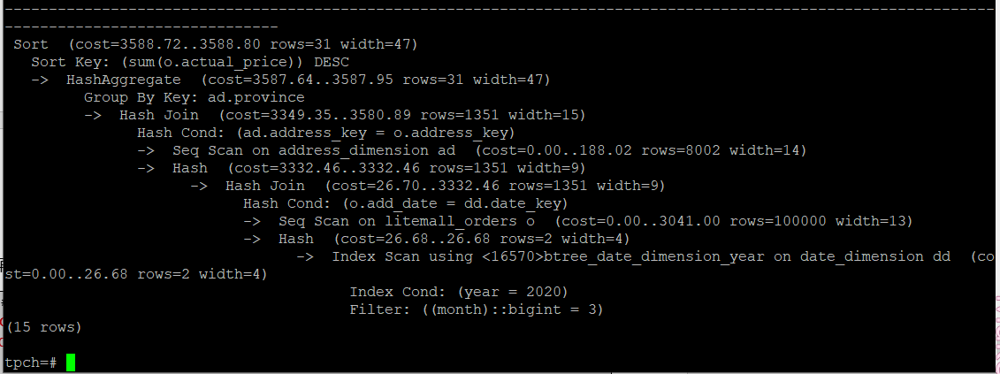 --------------------------------------------------------------------------------------------------------------
-------------------------------
 Sort  (cost=3588.72..3588.80 rows=31 width=47)
   Sort Key: (sum(o.actual_price)) DESC
   ->  HashAggregate  (cost=3587.64..3587.95 rows=31 width=47)
         Group By Key: ad.province
         ->  Hash Join  (cost=3349.35..3580.89 rows=1351 width=15)
               Hash Cond: (ad.address_key = o.address_key)
               ->  Seq Scan on address_dimension ad  (cost=0.00..188.02 rows=8002 width=14)
               ->  Hash  (cost=3332.46..3332.46 rows=1351 width=9)
                     ->  Hash Join  (cost=26.70..3332.46 rows=1351 width=9)
                           Hash Cond: (o.add_date = dd.date_key)
                           ->  Seq Scan on litemall_orders o  (cost=0.00..3041.00 rows=100000 width=13)
                           ->  Hash  (cost=26.68..26.68 rows=2 width=4)
                                 ->  Index Scan using <16570>btree_date_dimension_year on date_dimension dd  (co
st=0.00..26.68 rows=2 width=4)
                                       Index Cond: (year = 2020)
                                       Filter: ((month)::bigint = 3)
(15 rows)
tpch=#